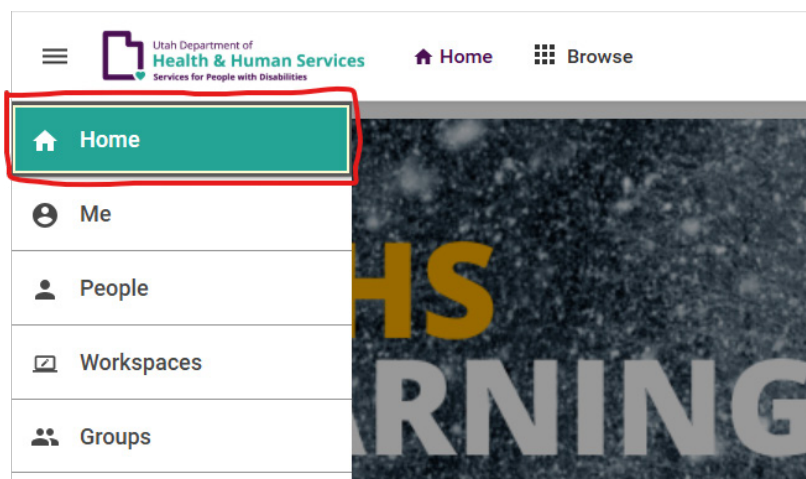 Utah Department of
Health & Human Services
Services for People with Disabilities
Home
Browse
Home
Me
People
Workspaces
Groups
HS
RNING